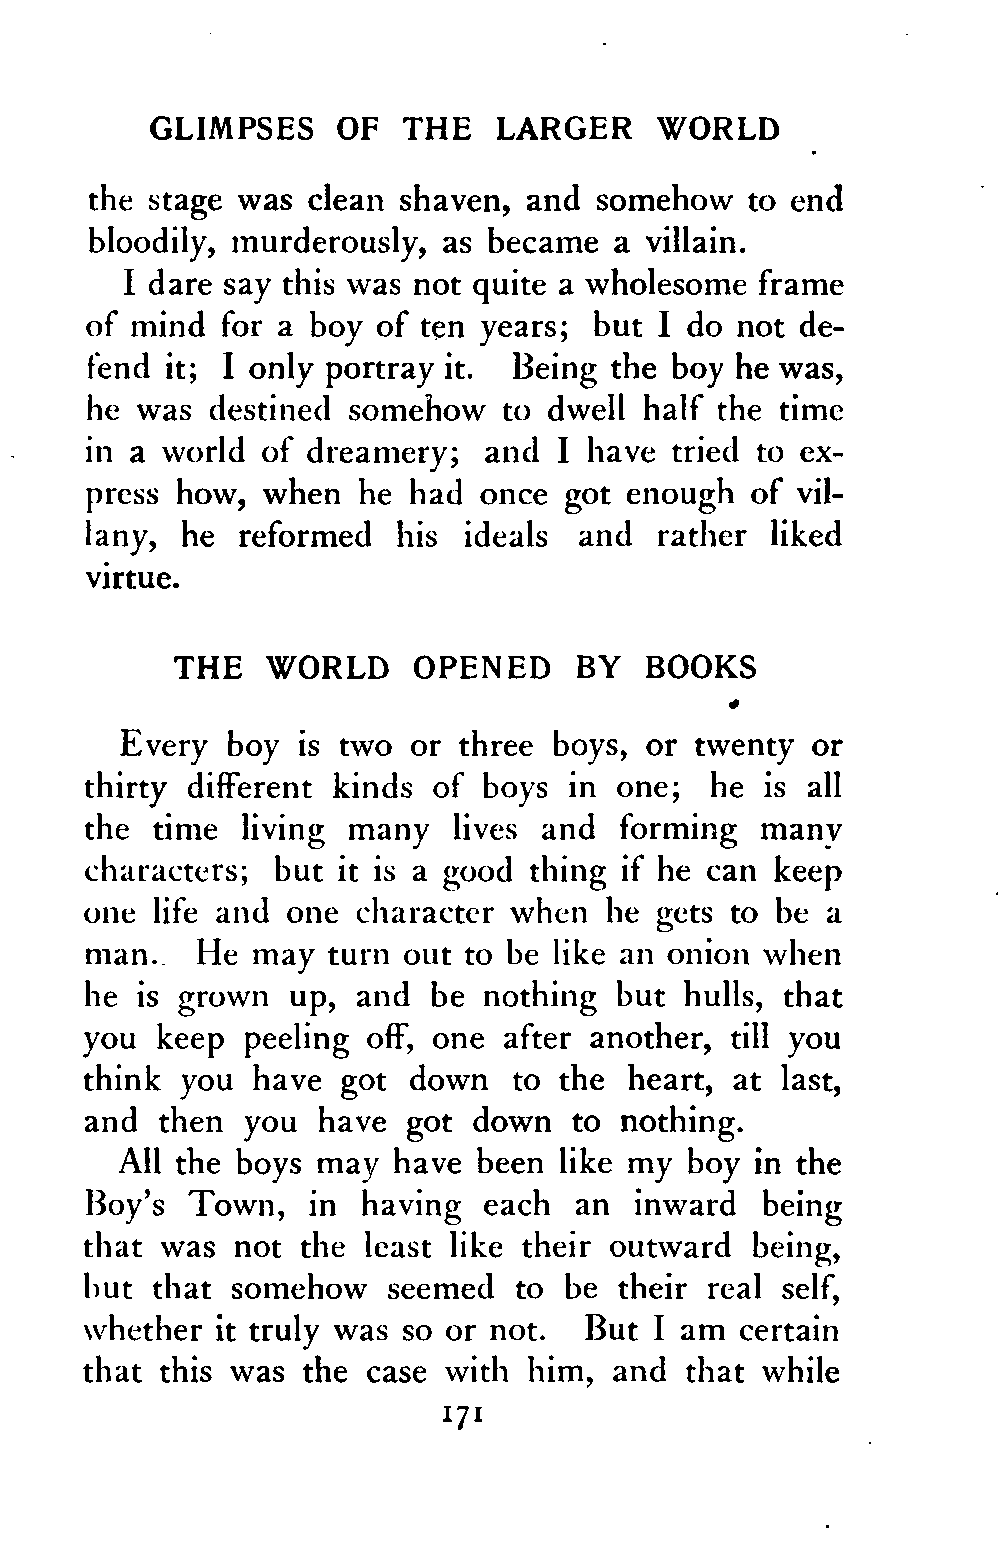 GLIMPSES OF THE LARGER WORLD
the stage was clean shaven, and somehow to end
bloodily, murderously, as became a villain.
I dare say this was not quite a wholesome frame
of mind for a boy of ten years; but I do not de-
fend it; I only portray it. Being the boy he was,
he was destined somehow to dwell half the time
in a world of dreamery; and I have tried to ex-
press how, when he had once got enough of vil-
lany, he reformed his ideals and rather liked
virtue.
THE WORLD OPENED BY BOOKS
Every boy is two or three boys, or twenty or
thirty different kinds of boys in one; he is all
the time living many lives and forming many
characters; but it is a good thing if he can keep
one life and one character when he gets to be a
man. He may turn out to be like an onion when
he is grown up, and be nothing but hulls, that
you keep peeling off, one after another, till you
think you have got down to the heart, at last,
and then you have got down to nothing.
All the boys may have been like my boy in the
Boy's Town, in having each an inward being
that was not the least like their outward being,
but that somehow seemed to be their real self,
whether it truly was so or not. But I am certain
that this was the case with him, and that while
171